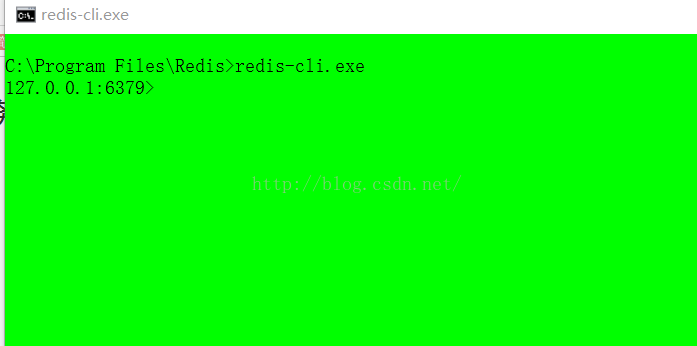 redis-cli.exe
C:\Program Files\Redis>redis-cli.exe
127.0.0.1:6379>
http://blog.csdn.net/